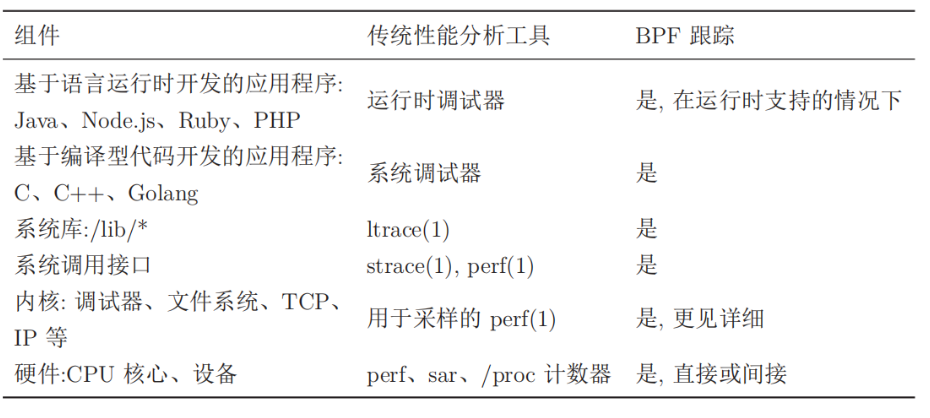 组件 传统性能分析工具 BPF 跟踪
基于语言运行时开发的应用程序:
Java、Node.js、Ruby、PHP
运行时调试器 是, 在运行时支持的情况下
基于编译型代码开发的应用程序:
C、C++、Golang
系统调试器 是
系统库:/lib/* ltrace(1) 是
系统调用接口 strace(1), perf(1) 是
内核: 调试器、文件系统、TCP、
IP 等
用于采样的 perf(1) 是, 更见详细
硬件:CPU 核心、设备 perf、sar、/proc 计数器 是, 直接或间接